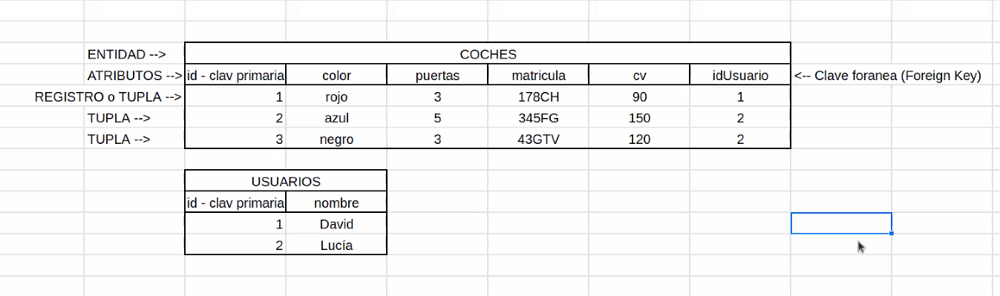 ENTIDAD --> COCHES
ATRIBUTOS --> id - clav primaria color puertas matricula cv idUsuario <-- Clave foranea (Foreign Key)
REGISTRO o TUPLA --> 1 rojo 3 178CH 90 1
TUPLA --> 2 azul 5 345FG 150 2
TUPLA --> 3 negro 3 43GTV 120 2
USUARIOS
id - clav primaria nombre
1 David
2 Lucía